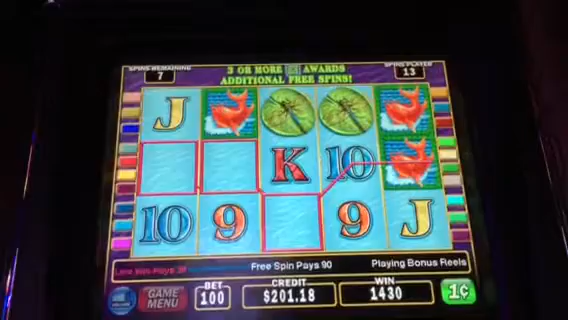 SPINS REMAINING
7
3 OR MORE AWARDS
ADDITIONAL FREE SPINS!
SPINS PLAYED
13
J
K
10
10
9
9
J
Free Spin Pays 90
Playing Bonus Reels
GAME
MENU
BET
100
CREDIT
$201.18
WIN
1430
1¢